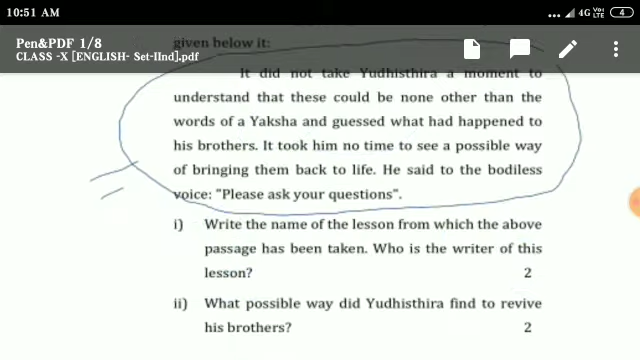 10:51 AM
... 4G VoLTE 4
Pen&PDF 1/8
CLASS -X [ENGLISH- Set-IInd].pdf
given below it:
It did not take Yudhisthira a moment to
understand that these could be none other than the
words of a Yaksha and guessed what had happened to
his brothers. It took him no time to see a possible way
of bringing them back to life. He said to the bodiless
voice: "Please ask your questions".
i) Write the name of the lesson from which the above
passage has been taken. Who is the writer of this
lesson? 2
ii) What possible way did Yudhisthira find to revive
his brothers? 2